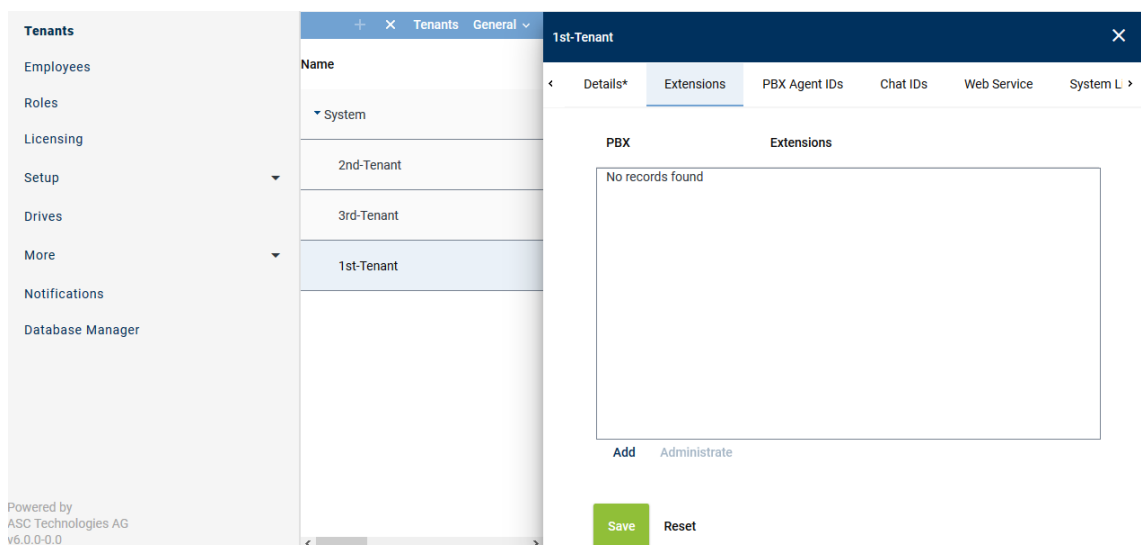 Tenants
Employees
Roles
Licensing
Setup
Drives
More
Notifications
Database Manager
Powered by
ASC Technologies AG
v6.0.0-0.0
+ × Tenants General
Name
System
2nd-Tenant
3rd-Tenant
1st-Tenant
1st-Tenant ×
Details* Extensions PBX Agent IDs Chat IDs Web Service System
PBX Extensions
No records found
Add Administrate
Save Reset